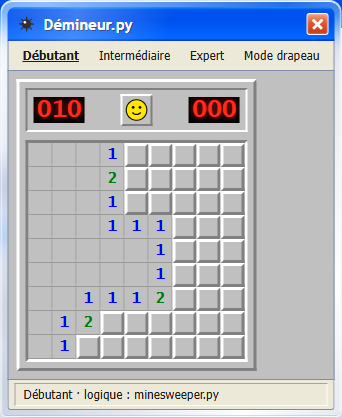 Démineur.py
Débutant Intermédiaire Expert Mode drapeau
010 000
1
2
1
1 1 1
1
1
1 1 1 2
1 2
1
Débutant · logique : minesweeper.py